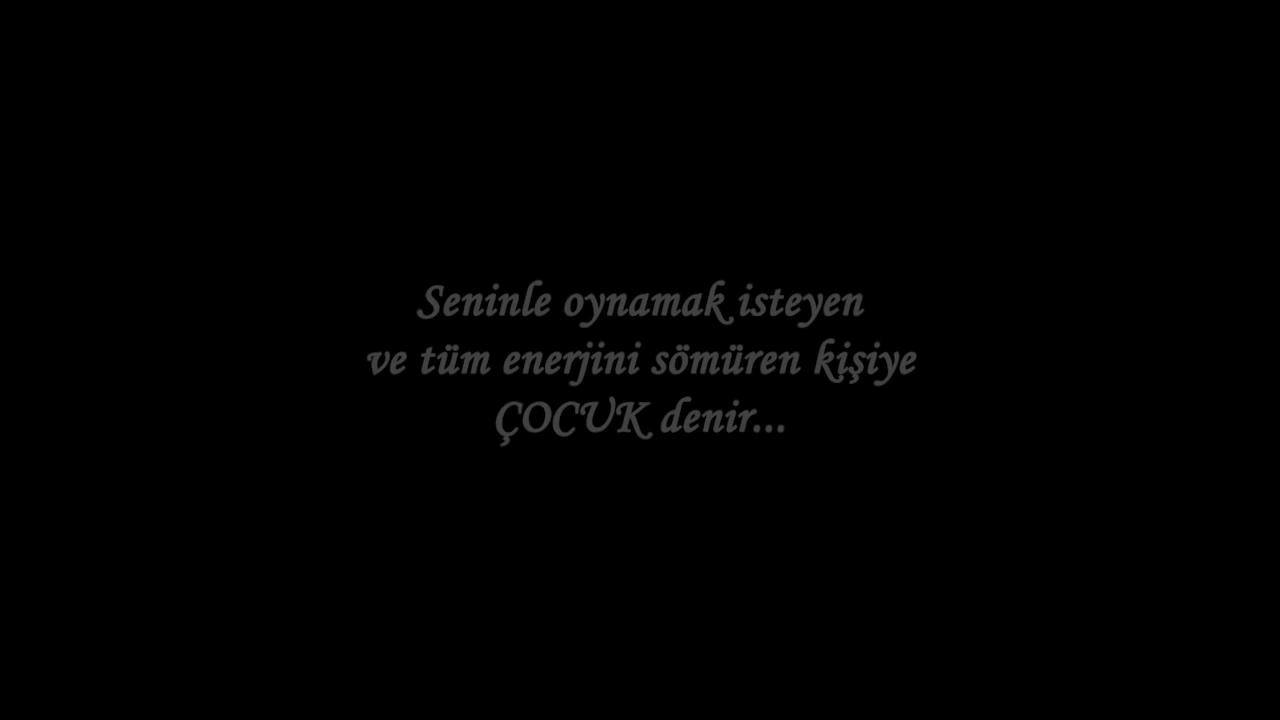 Seninle oynamak isteyen
ve tüm enerjini sömüren kişiye
ÇOCUK denir...